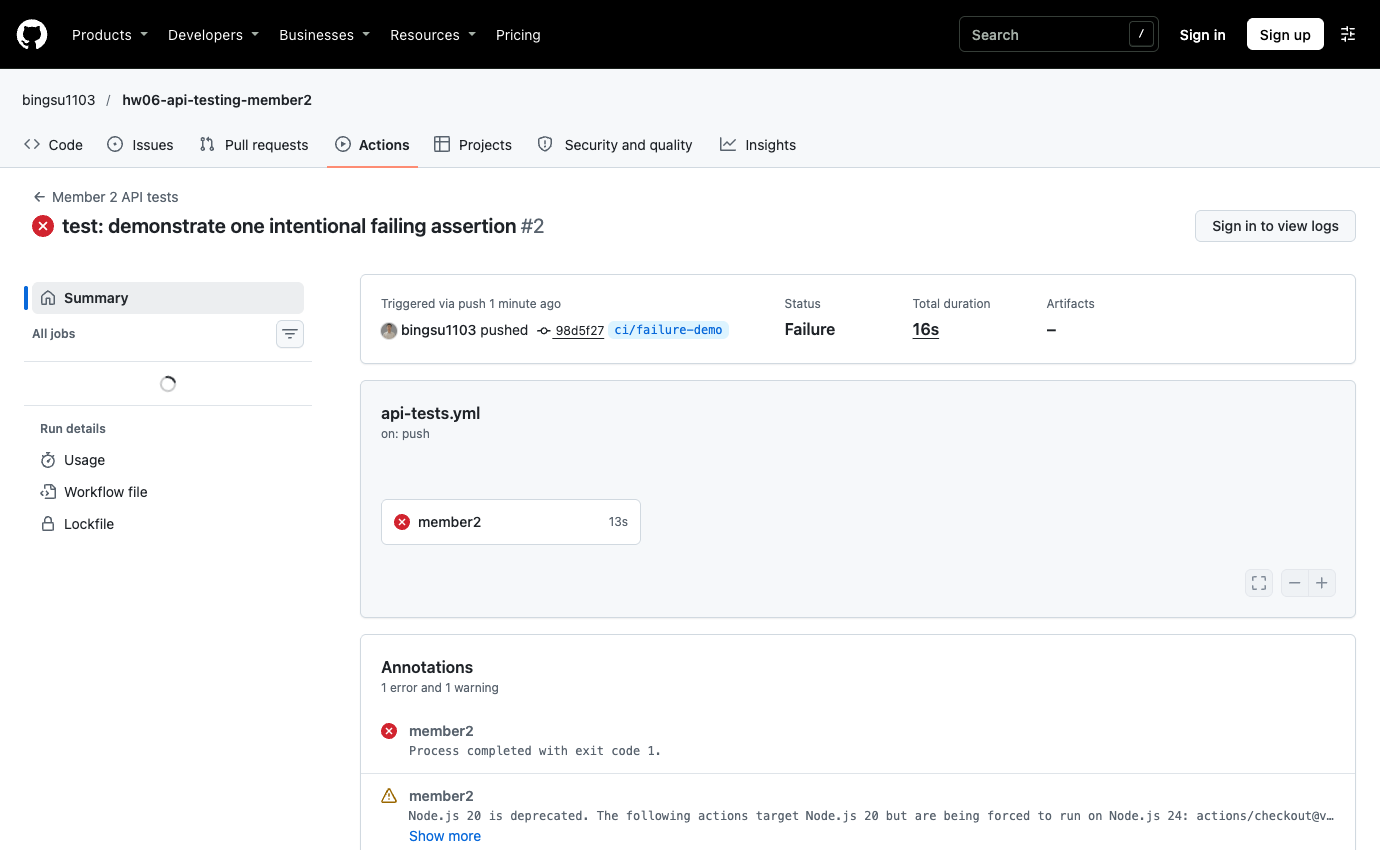 Products Developers Businesses Resources Pricing Search / Sign in Sign up
bingsu1103 / hw06-api-testing-member2
Code Issues Pull requests Actions Projects Security and quality Insights
Member 2 API tests
test: demonstrate one intentional failing assertion #2
Sign in to view logs
Summary
All jobs
Run details
Usage
Workflow file
Lockfile
Triggered via push 1 minute ago
bingsu1103 pushed 98d5f27 ci/failure-demo
Status
Failure
Total duration
16s
Artifacts
–
api-tests.yml
on: push
member2 13s
Annotations
1 error and 1 warning
member2
Process completed with exit code 1.
member2
Node.js 20 is deprecated. The following actions target Node.js 20 but are being forced to run on Node.js 24: actions/checkout@v…
Show more